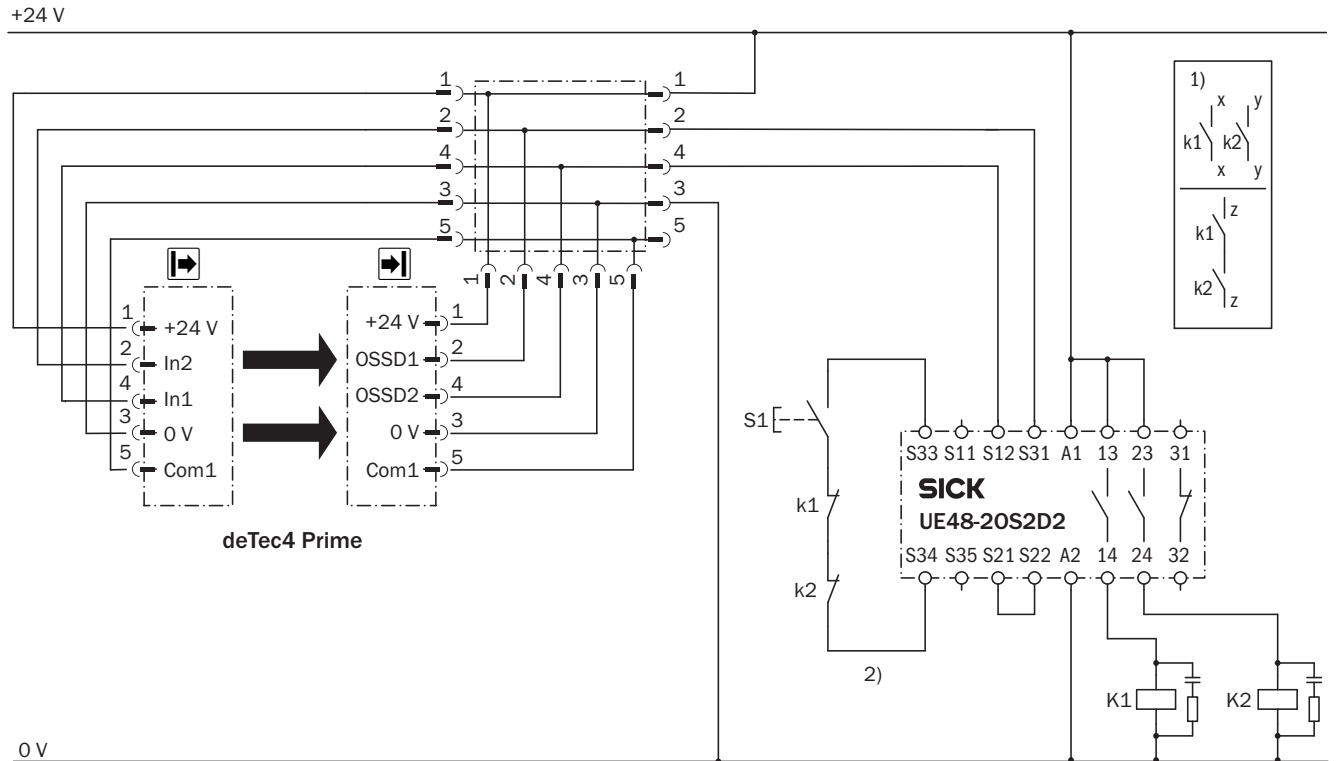 +24 V
1
2
4
3
5
1
2
4
3
5
1)
x
y
k1
k2
x
y
z
k1
k2
z
1
2
4
3
5
1
+24 V
2
In2
4
In1
3
0 V
5
Com1
+24 V
1
OSSD1
2
OSSD2
4
0 V
3
Com1
5
deTec4 Prime
S1
k1
k2
2)
S33
S11
S12
S31
A1
13
23
31
SICK
UE48-20S2D2
S34
S35
S21
S22
A2
14
24
32
K1
K2
0 V